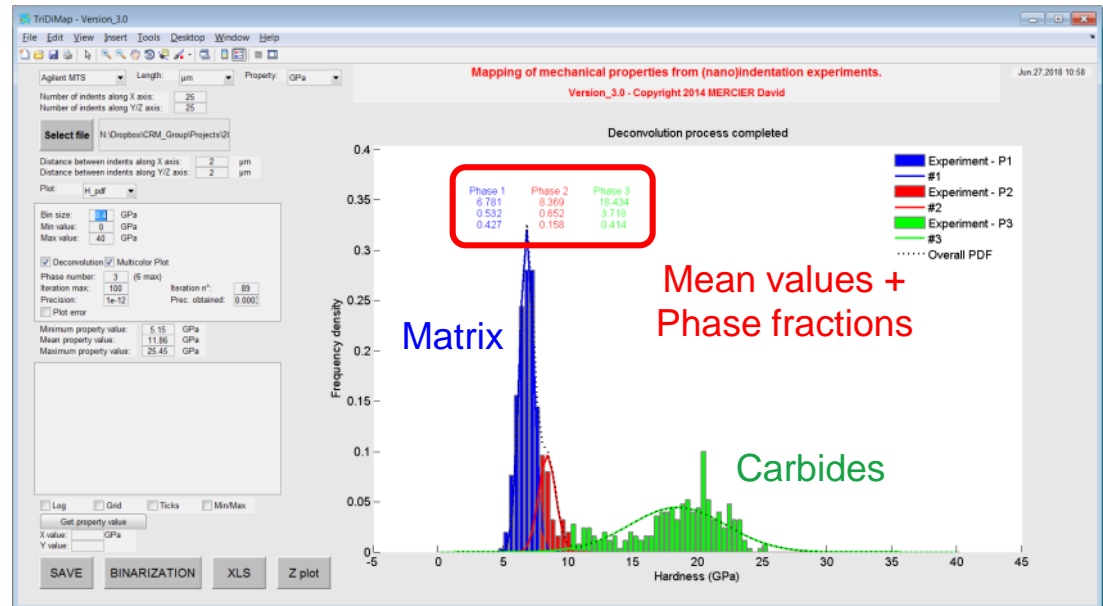 TriDiMap - Version_3.0
File Edit View Insert Tools Desktop Window Help
Agilent MTS Length: µm Property: GPa
Mapping of mechanical properties from (nano)indentation experiments.
Jun.27,2018 10:58
Version_3.0 - Copyright 2014 MERCIER David
Number of indents along X axis: 25
Number of indents along Y/Z axis: 25
Select file N:\Dropbox\CRM_Group\Projects\2(
Distance between indents along X axis: 2 µm
Distance between indents along Y/Z axis: 2 µm
Plot: H_pdf
Bin size: 0.4 GPa
Min value: 0 GPa
Max value: 40 GPa
Deconvolution Multicolor Plot
Phase number: 3 (6 max)
Iteration max: 100 Iteration n°: 89
Precision: 1e-12 Prec. obtained:
Plot error
Minimum property value: 5.15 GPa
Mean property value: 11.86 GPa
Maximum property value: 25.45 GPa
Log Grid Ticks Min/Max
Get property value
X value: GPa
Y value:
SAVE BINARIZATION XLS Z plot
Deconvolution process completed
Phase 1 Phase 2 Phase 3
6.781 8.369 18.434
0.532 0.652 3.718
0.427 0.158 0.414
Experiment - P1
#1
Experiment - P2
#2
Experiment - P3
#3
Overall PDF
Mean values +
Phase fractions
Matrix
Carbides
Frequency density
0.4
0.35
0.3
0.25
0.2
0.15
0.1
0.05
0
-5 0 5 10 15 20 25 30 35 40 45
Hardness (GPa)